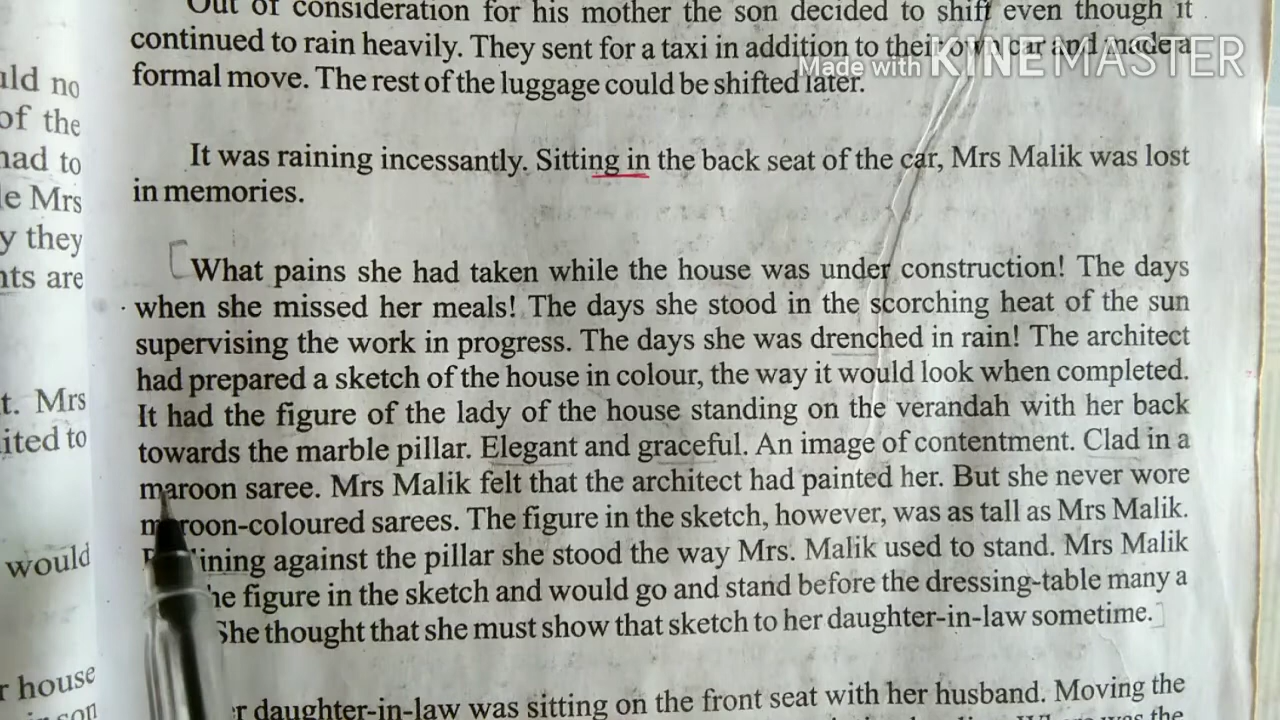 Out of consideration for his mother the son decided to shift even though it
continued to rain heavily. They sent for a taxi in addition to their own car and made a
formal move. The rest of the luggage could be shifted later.
Made with KINEMASTER
It was raining incessantly. Sitting in the back seat of the car, Mrs Malik was lost
in memories.
What pains she had taken while the house was under construction! The days
when she missed her meals! The days she stood in the scorching heat of the sun
supervising the work in progress. The days she was drenched in rain! The architect
had prepared a sketch of the house in colour, the way it would look when completed.
It had the figure of the lady of the house standing on the verandah with her back
towards the marble pillar. Elegant and graceful. An image of contentment. Clad in a
maroon saree. Mrs Malik felt that the architect had painted her. But she never wore
maroon-coloured sarees. The figure in the sketch, however, was as tall as Mrs Malik.
against the pillar she stood the way Mrs. Malik used to stand. Mrs Malik
figure in the sketch and would go and stand before the dressing-table many a
She thought that she must show that sketch to her daughter-in-law sometime.
daughter-in-law was sitting on the front seat with her husband. Moving the
no
of the
had to
Mrs
they
are
t. Mrs
to
would
house
son